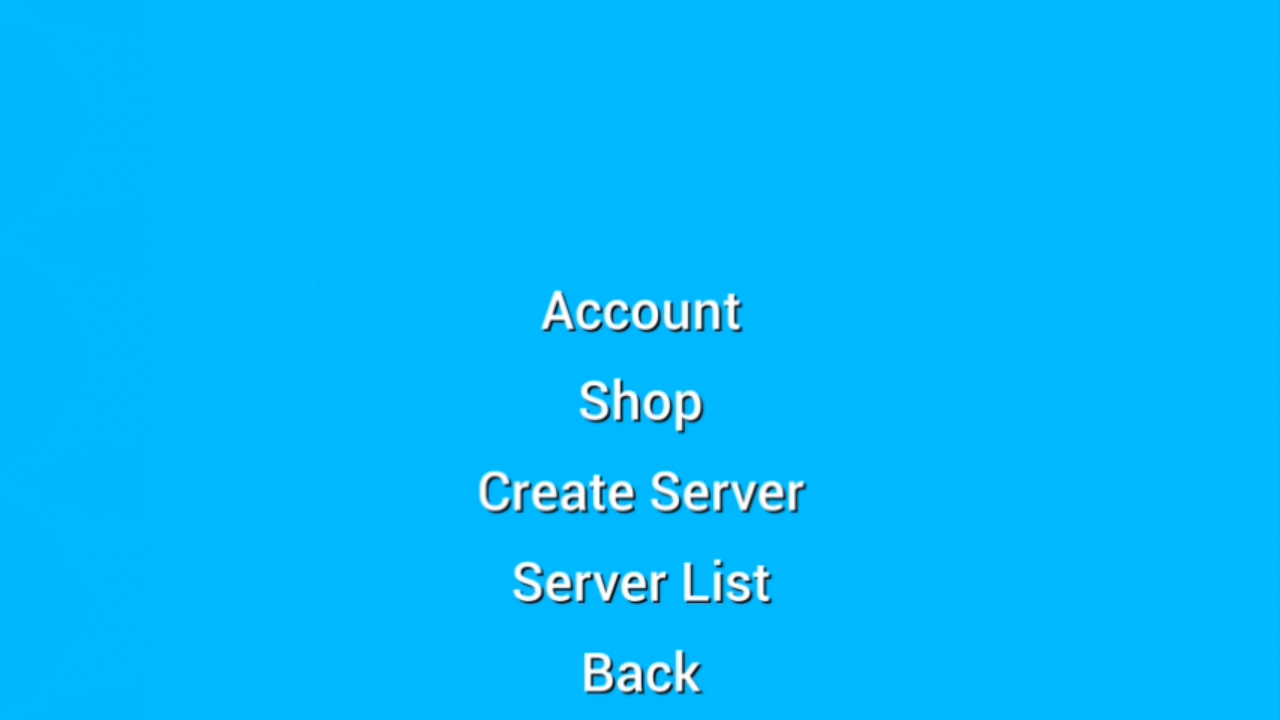 Account
Shop
Create Server
Server List
Back